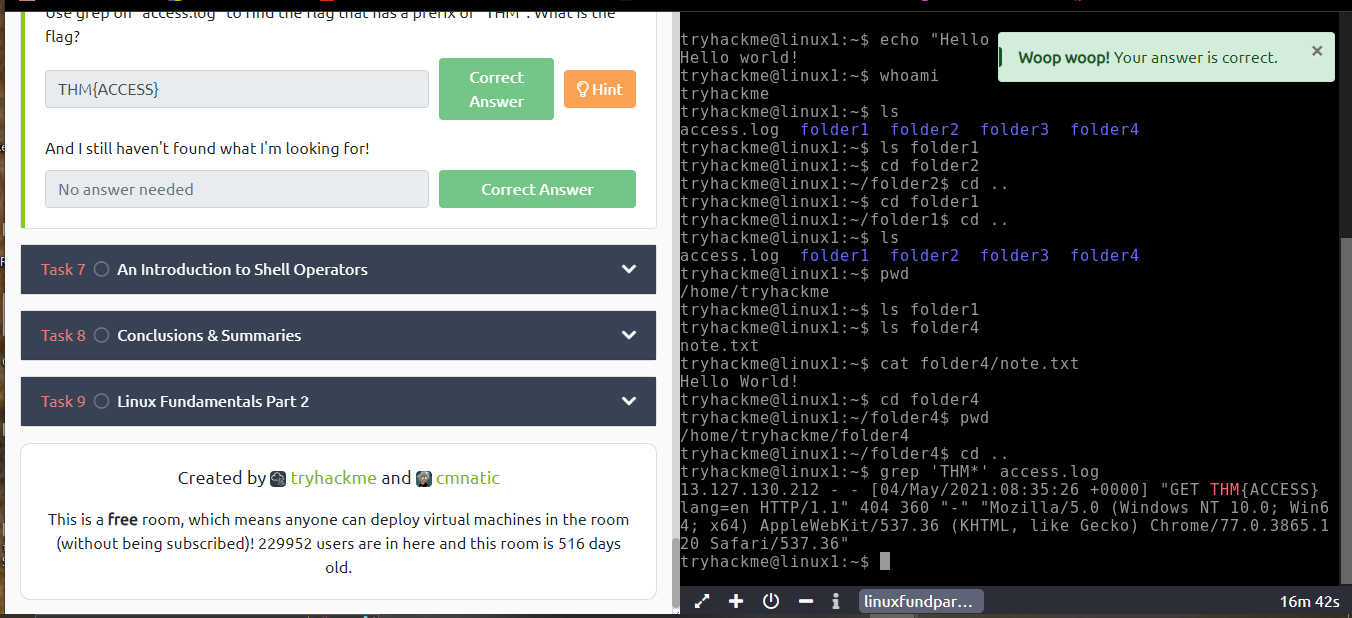 Use grep on "access.log" to find the flag that has a prefix of "THM". What is the
flag?
THM{ACCESS}
Correct
Answer
Hint
And I still haven't found what I'm looking for!
No answer needed
Correct Answer
Task 7 An Introduction to Shell Operators
Task 8 Conclusions & Summaries
Task 9 Linux Fundamentals Part 2
Created by tryhackme and cmnatic
This is a free room, which means anyone can deploy virtual machines in the room
(without being subscribed)! 229952 users are in here and this room is 516 days
old.
tryhackme@linux1:~$ echo "Hello
Woop woop! Your answer is correct.
×
Hello world!
tryhackme@linux1:~$ whoami
tryhackme
tryhackme@linux1:~$ ls
access.log folder1 folder2 folder3 folder4
tryhackme@linux1:~$ ls folder1
tryhackme@linux1:~$ cd folder2
tryhackme@linux1:~/folder2$ cd ..
tryhackme@linux1:~$ cd folder1
tryhackme@linux1:~/folder1$ cd ..
tryhackme@linux1:~$ ls
access.log folder1 folder2 folder3 folder4
tryhackme@linux1:~$ pwd
/home/tryhackme
tryhackme@linux1:~$ ls folder1
tryhackme@linux1:~$ ls folder4
note.txt
tryhackme@linux1:~$ cat folder4/note.txt
Hello World!
tryhackme@linux1:~$ cd folder4
tryhackme@linux1:~/folder4$ pwd
/home/tryhackme/folder4
tryhackme@linux1:~/folder4$ cd ..
tryhackme@linux1:~$ grep 'THM*' access.log
13.127.130.212 - - [04/May/2021:08:35:26 +0000] "GET THM{ACCESS}
lang=en HTTP/1.1" 404 360 "-" "Mozilla/5.0 (Windows NT 10.0; Win6
4; x64) AppleWebKit/537.36 (KHTML, like Gecko) Chrome/77.0.3865.1
20 Safari/537.36"
tryhackme@linux1:~$
linuxfundpar...
16m 42s